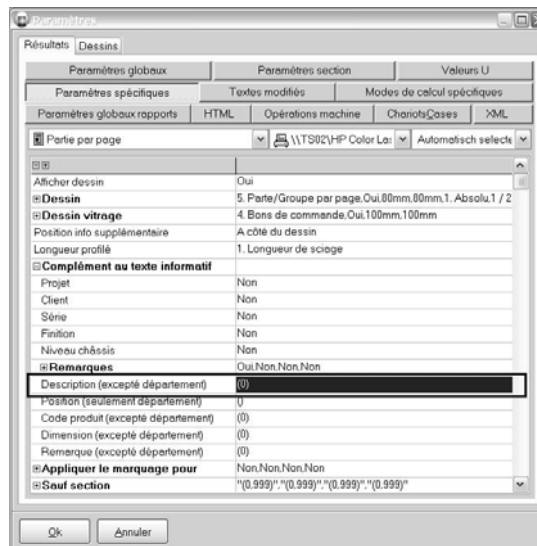 Paramètres
Résultats Dessins
Paramètres globaux Paramètres section Valeurs U
Paramètres spécifiques Textes modifiés Modes de calcul spécifiques
Paramètres globaux rapports HTML Opérations machine ChariotsCases XML
Partie par page \\TS02\HP Color La: Automatisch selecte
Afficher dessin Oui
Dessin 5. Parte/Groupe par page,Oui,80mm,80mm,1. Absolu,1 / 2
Dessin vitrage 4. Bons de commande,Oui,100mm,100mm
Position info supplémentaire A côté du dessin
Longueur profilé 1. Longueur de sciage
Complément au texte informatif
Projet Non
Client Non
Série Non
Finition Non
Niveau châssis Non
Remarques Oui,Non,Non,Non
Description (excepté département) (0)
Position (seulement département) ()
Code produit (excepté département) (0)
Dimension (excepté département) (0)
Remarque (excepté département) (0)
Appliquer le marquage pour Non,Non,Non,Non
Sauf section "(0,999)","(0,999)","(0,999)","(0,999)"
Ok Annuler